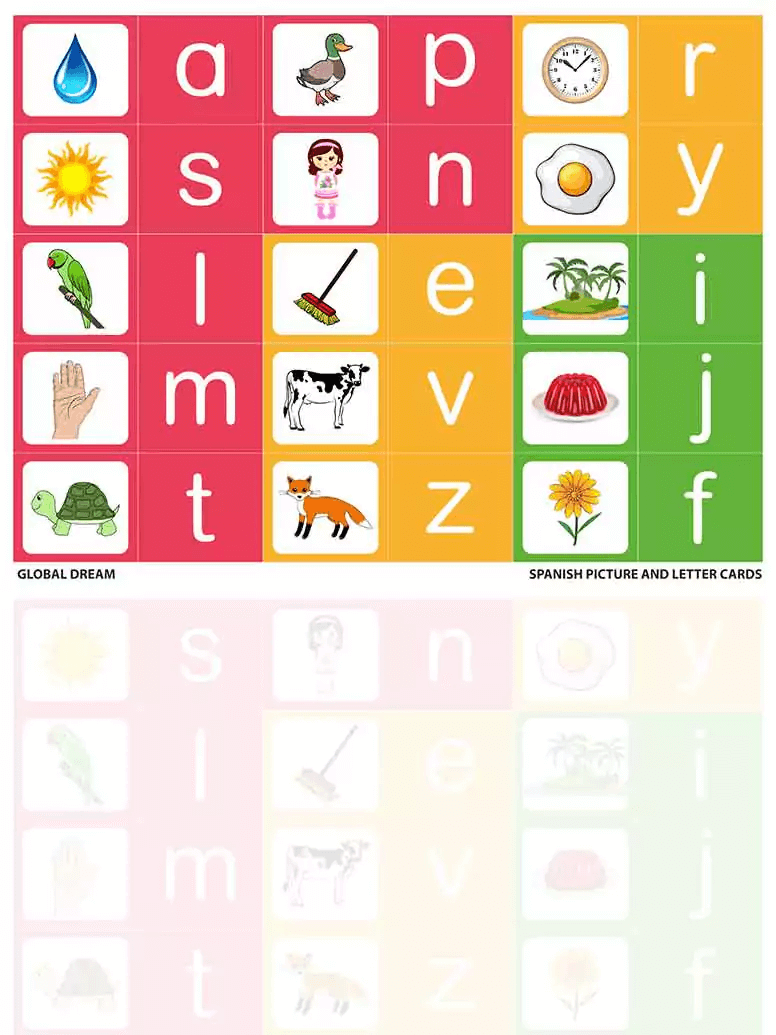 a p r
s n y
l e i
m v j
t z f
GLOBAL DREAM SPANISH PICTURE AND LETTER CARDS
s n y
l e i
m v j
t z f